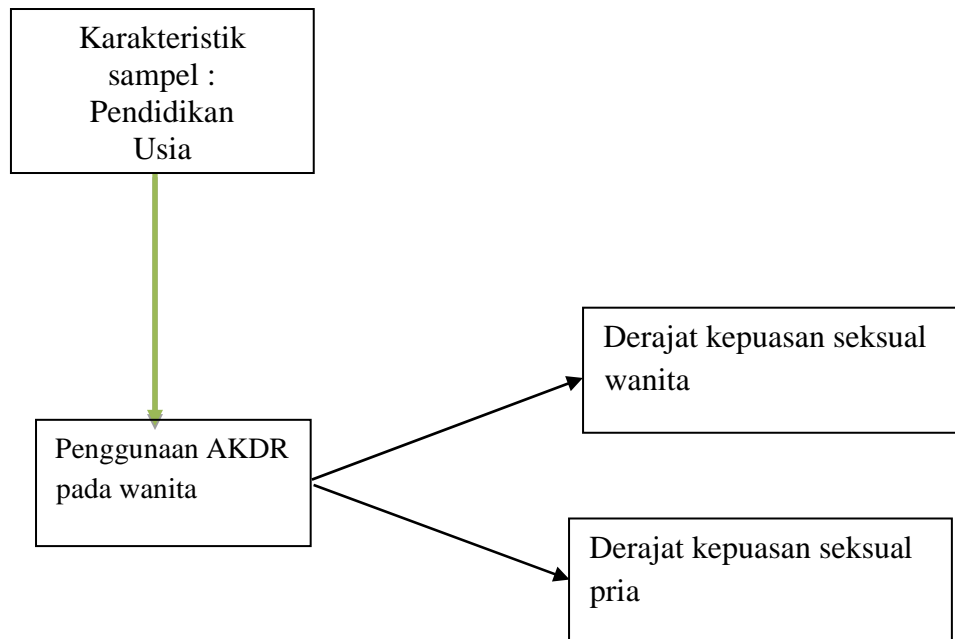 Karakteristik
sampel :
Pendidikan
Usia
Derajat kepuasan seksual
wanita
Penggunaan AKDR
pada wanita
Derajat kepuasan seksual
pria